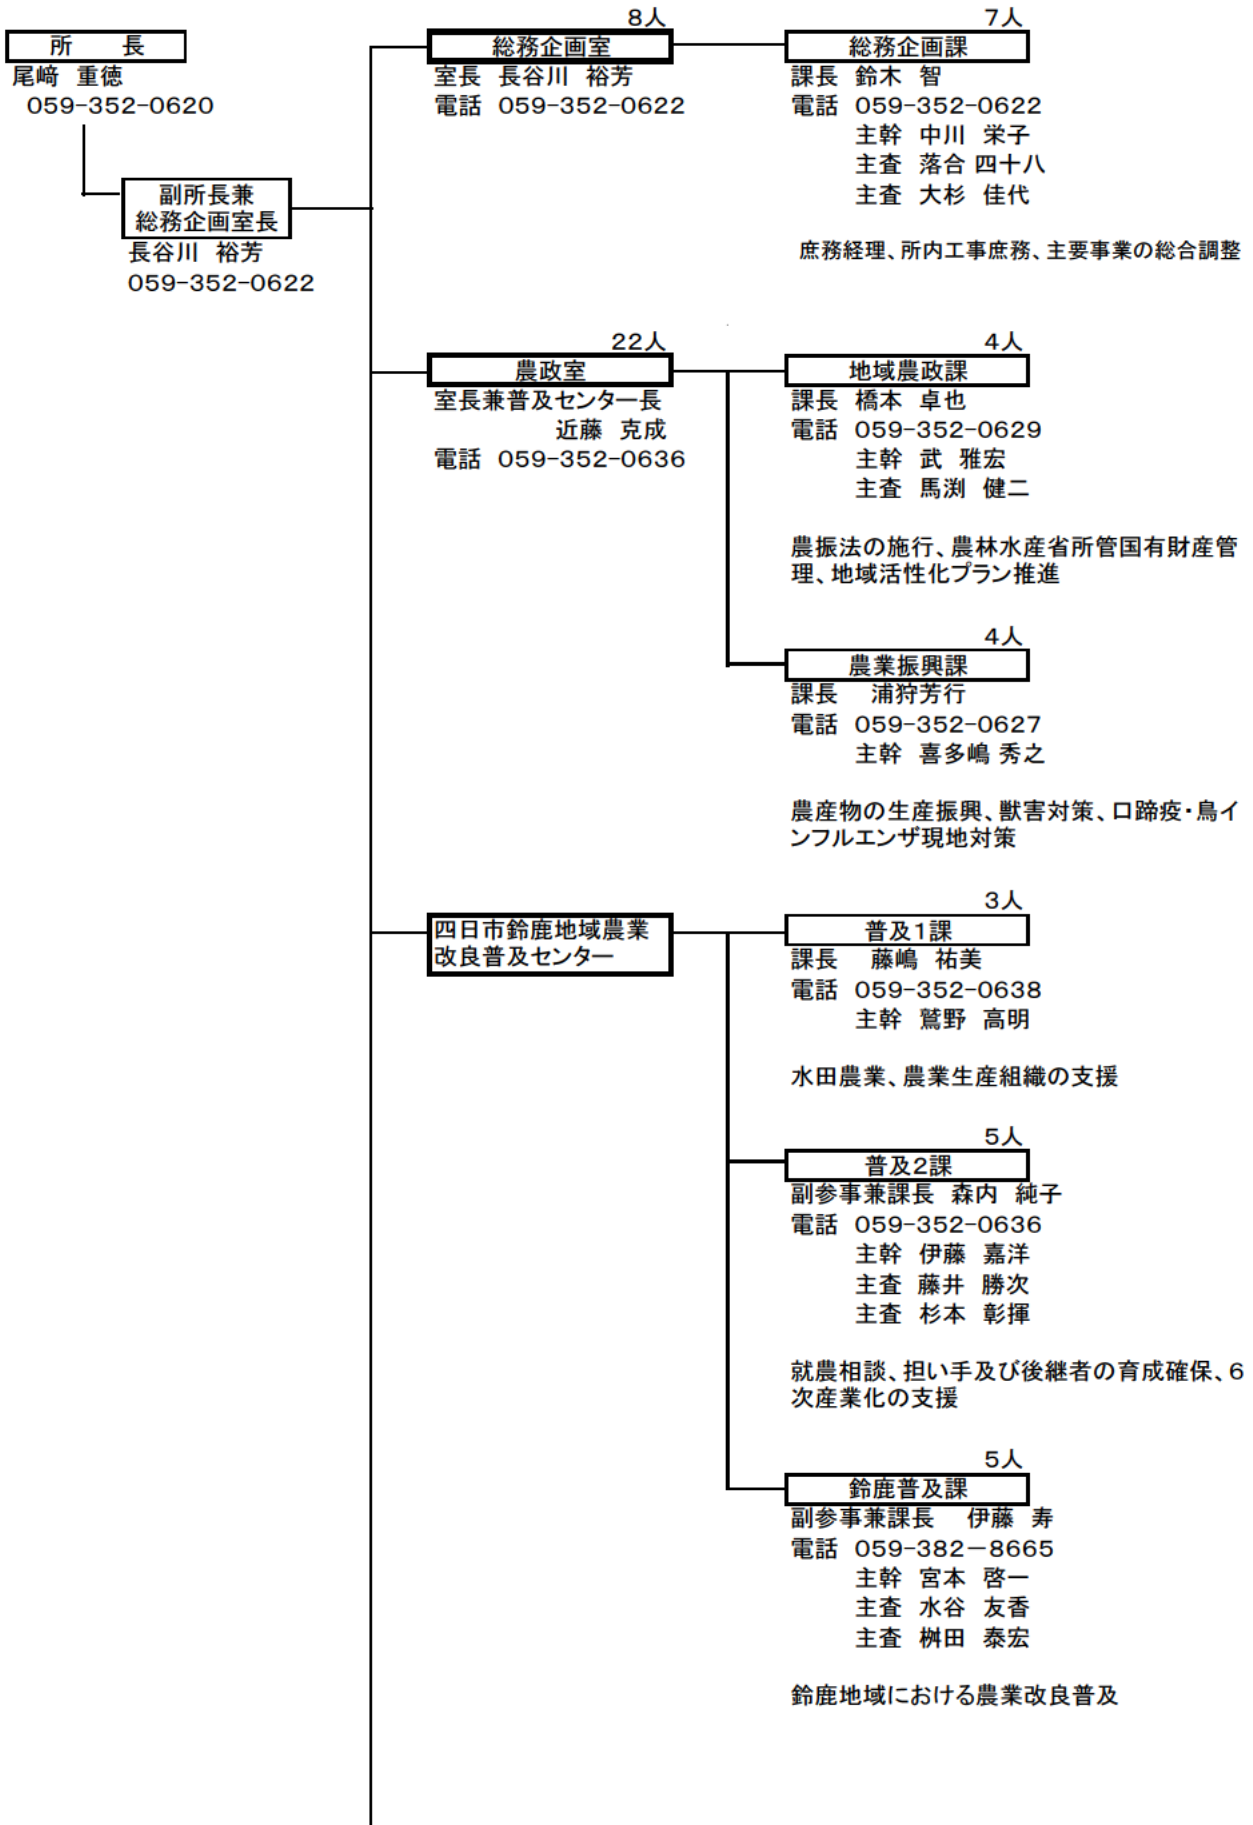 所　長
尾﨑 重徳
059-352-0620
副所長兼
総務企画室長
長谷川 裕芳
059-352-0622
8人
総務企画室
室長 長谷川 裕芳
電話 059-352-0622
7人
総務企画課
課長 鈴木 智
電話 059-352-0622
主幹 中川 栄子
主査 落合 四十八
主査 大杉 佳代
庶務経理、所内工事庶務、主要事業の総合調整
22人
農政室
室長兼普及センター長
近藤 克成
電話 059-352-0636
4人
地域農政課
課長 橋本 卓也
電話 059-352-0629
主幹 武 雅宏
主査 馬渕 健二
農振法の施行、農林水産省所管国有財産管
理、地域活性化プラン推進
4人
農業振興課
課長 浦狩芳行
電話 059-352-0627
主幹 喜多嶋 秀之
農産物の生産振興、獣害対策、口蹄疫・鳥イ
ンフルエンザ現地対策
四日市鈴鹿地域農業
改良普及センター
3人
普及1課
課長 藤嶋 祐美
電話 059-352-0638
主幹 鷲野 高明
水田農業、農業生産組織の支援
5人
普及2課
副参事兼課長 森内 純子
電話 059-352-0636
主幹 伊藤 嘉洋
主査 藤井 勝次
主査 杉本 彰揮
就農相談、担い手及び後継者の育成確保、6
次産業化の支援
5人
鈴鹿普及課
副参事兼課長 伊藤 寿
電話 059-382－8665
主幹 宮本 啓一
主査 水谷 友香
主査 桝田 泰宏
鈴鹿地域における農業改良普及